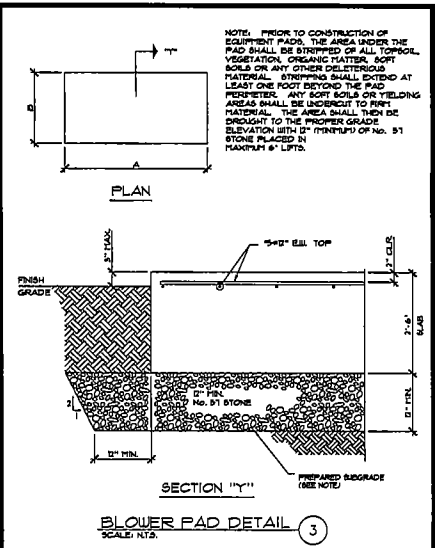 NOTE: PRIOR TO CONSTRUCTION OF
EQUIPMENT PADS, THE AREA UNDER THE
PAD SHALL BE STRIPPED OF ALL TOPSOIL,
VEGETATION, ORGANIC MATTER, SOFT
SOILS OR ANY OTHER DELETERIOUS
MATERIAL. STRIPPING SHALL EXTEND AT
LEAST ONE FOOT BEYOND THE PAD
PERIMETER. ANY SOFT SOILS OR YIELDING
AREAS SHALL BE UNDERCUT TO FIRM
MATERIAL. THE AREA SHALL THEN BE
BROUGHT TO THE PROPER GRADE
ELEVATION WITH 12" (MINIMUM) OF No. 57
STONE PLACED IN
MAXIMUM 6" LIFTS.
"Y"
B
A
PLAN
3" MAX.
5@12" E.W. TOP
2" CLR.
FINISH
GRADE
2'-6"
SLAB
12" MIN.
No. 57 STONE
12" MIN.
2
12" MIN.
PREPARED SUBGRADE
(SEE NOTE)
SECTION "Y"
BLOWER PAD DETAIL 3
SCALE: N.T.S.